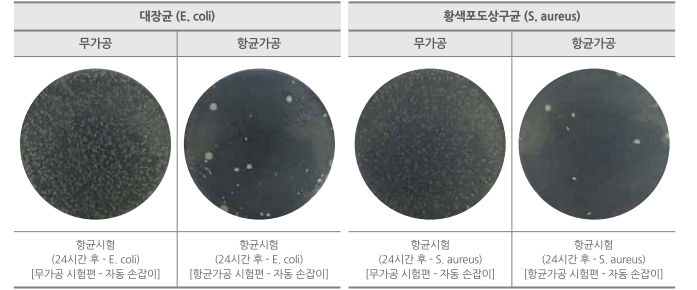 대장균 (E. coli)
황색포도상구균 (S. aureus)
무가공
항균가공
무가공
항균가공
항균시험
(24시간 후 - E. coli)
[무가공 시험편 - 자동 손잡이]
항균시험
(24시간 후 - E. coli)
[항균가공 시험편 - 자동 손잡이]
항균시험
(24시간 후 - S. aureus)
[무가공 시험편 - 자동 손잡이]
항균시험
(24시간 후 - S. aureus)
[항균가공 시험편 - 자동 손잡이]